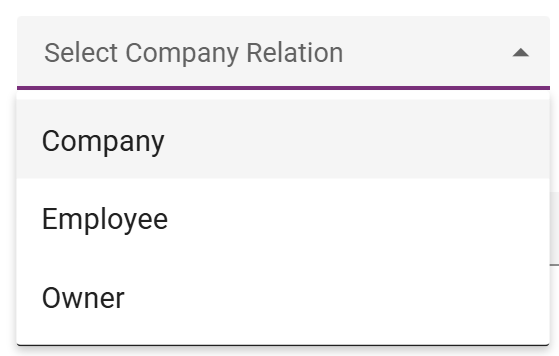 Select Company Relation
Company
Employee
Owner